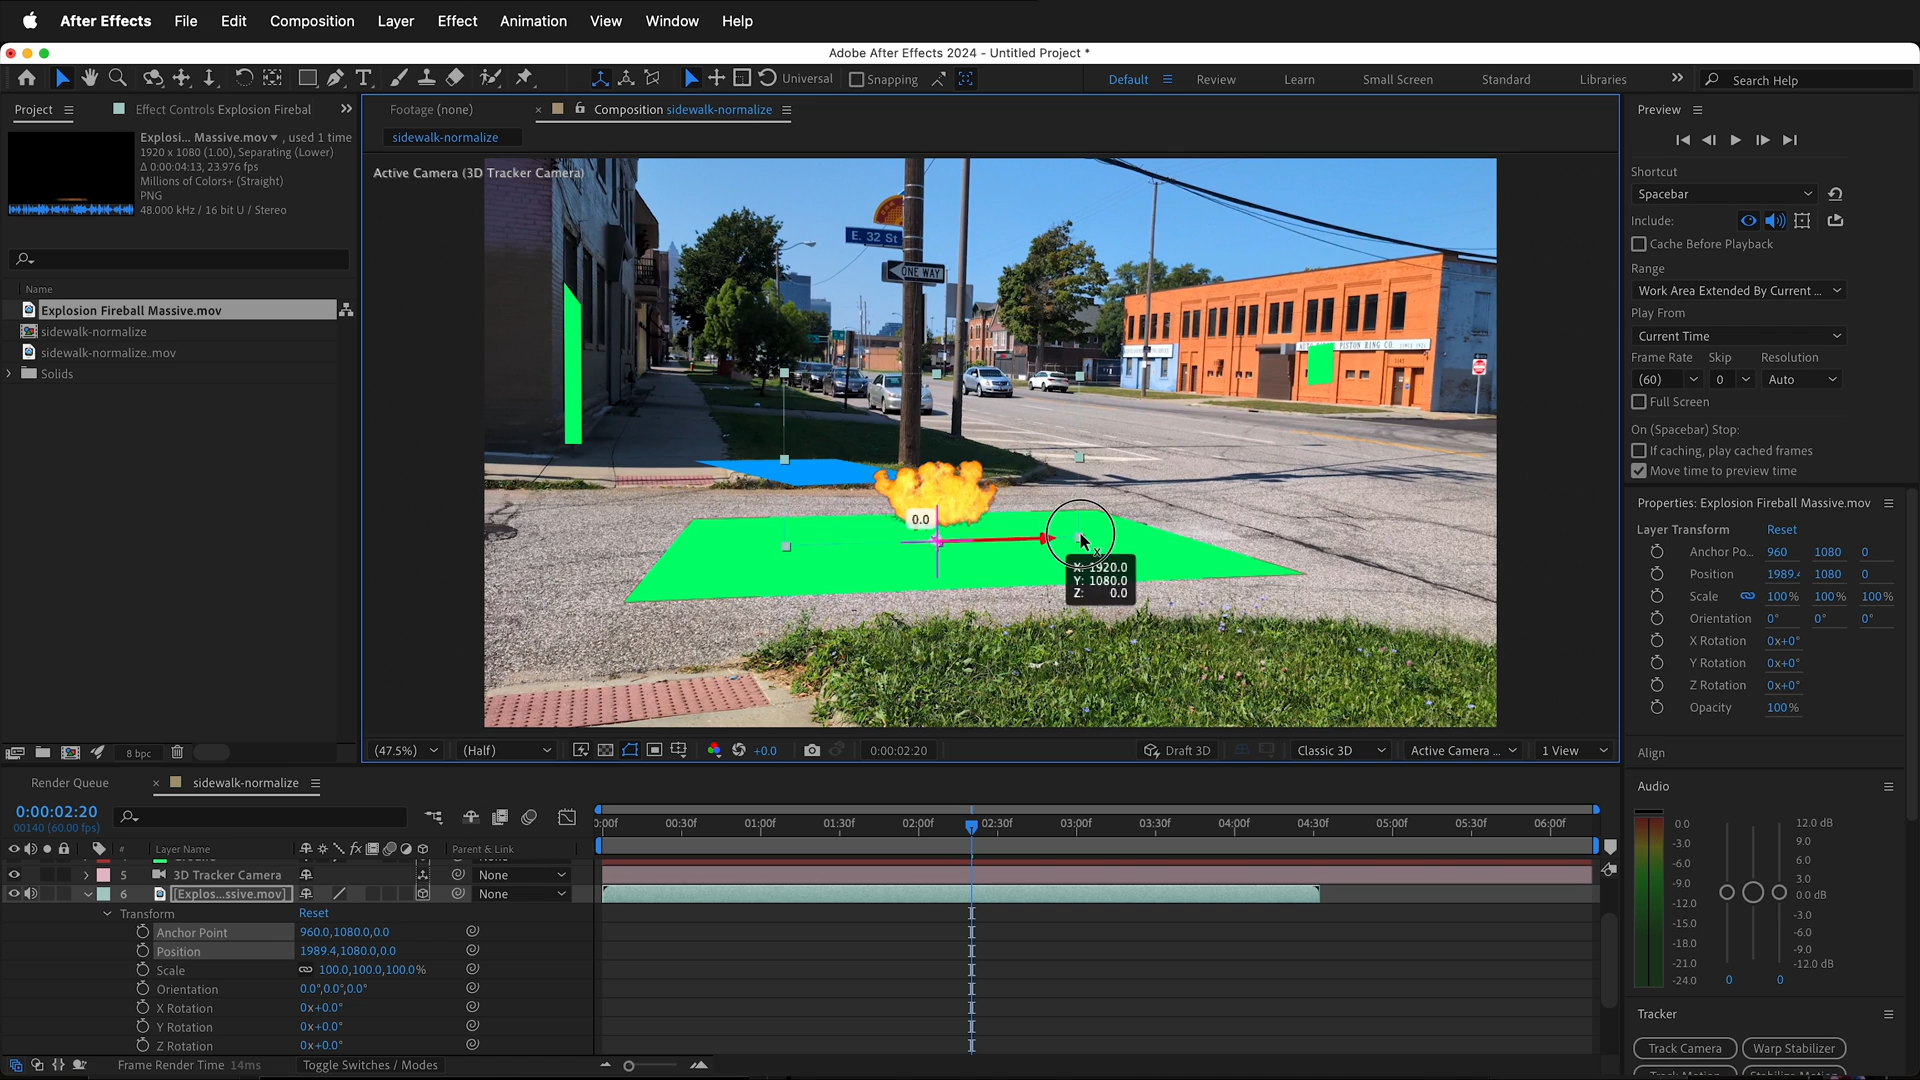 After Effects File Edit Composition Layer Effect Animation View Window Help
Adobe After Effects 2024 - Untitled Project *
Universal Snapping Default Review Learn Small Screen Standard Libraries Search Help
Project Effect Controls Explosion Firebal
Footage (none) Composition sidewalk-normalize
sidewalk-normalize
Explosi... Massive.mov , used 1 time
1920 x 1080 (1.00), Separating (Lower)
Δ 0:00:04:13, 23.976 fps
Millions of Colors+ (Straight)
PNG
48.000 kHz / 16 bit U / Stereo
Name
Explosion Fireball Massive.mov
sidewalk-normalize
sidewalk-normalize..mov
Solids
8 bpc
Active Camera (3D Tracker Camera)
E. 32 St
ONE WAY
PISTON RING CO.
0.0
X: 1920.0
Y: 1080.0
Z: 0.0
(47.5%) (Half) +0.0 0:00:02:20 Draft 3D Classic 3D Active Camera ... 1 View
Preview
Shortcut
Spacebar
Include:
Cache Before Playback
Range
Work Area Extended By Current ...
Play From
Current Time
Frame Rate Skip Resolution
(60) 0 Auto
Full Screen
On (Spacebar) Stop:
If caching, play cached frames
Move time to preview time
Properties: Explosion Fireball Massive.mov
Layer Transform Reset
Anchor Po... 960 1080 0
Position 1989.4 1080 0
Scale 100% 100% 100%
Orientation 0° 0° 0°
X Rotation 0x+0°
Y Rotation 0x+0°
Z Rotation 0x+0°
Opacity 100%
Align
Audio
0.0 12.0 dB
-3.0 9.0
-6.0 6.0
-9.0 3.0
-12.0 0.0 dB
-15.0 -3.0
-18.0 -6.0
-21.0 -9.0
-24.0 -12.0 dB
0 0
Tracker
Track Camera Warp Stabilizer
Track Motion Stabilize Motion
Render Queue sidewalk-normalize
0:00:02:20
00140 (60.00 fps)
:00f 00:30f 01:00f 01:30f 02:00f 02:30f 03:00f 03:30f 04:00f 04:30f 05:00f 05:30f 06:00f
# Layer Name Parent & Link
5 3D Tracker Camera None
6 [Explos...ssive.mov] None
Transform Reset
Anchor Point 960.0,1080.0,0.0
Position 1989.4,1080.0,0.0
Scale 100.0,100.0,100.0%
Orientation 0.0°,0.0°,0.0°
X Rotation 0x+0.0°
Y Rotation 0x+0.0°
Z Rotation 0x+0.0°
Frame Render Time 14ms Toggle Switches / Modes